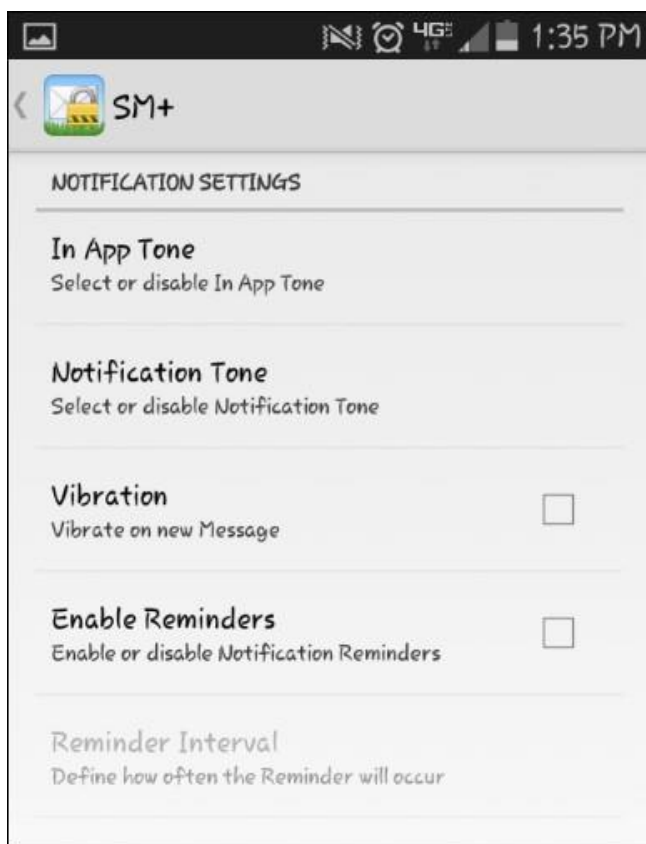 4G 1:35 PM
SM+
NOTIFICATION SETTINGS
In App Tone
Select or disable In App Tone
Notification Tone
Select or disable Notification Tone
Vibration
Vibrate on new Message
Enable Reminders
Enable or disable Notification Reminders
Reminder Interval
Define how often the Reminder will occur